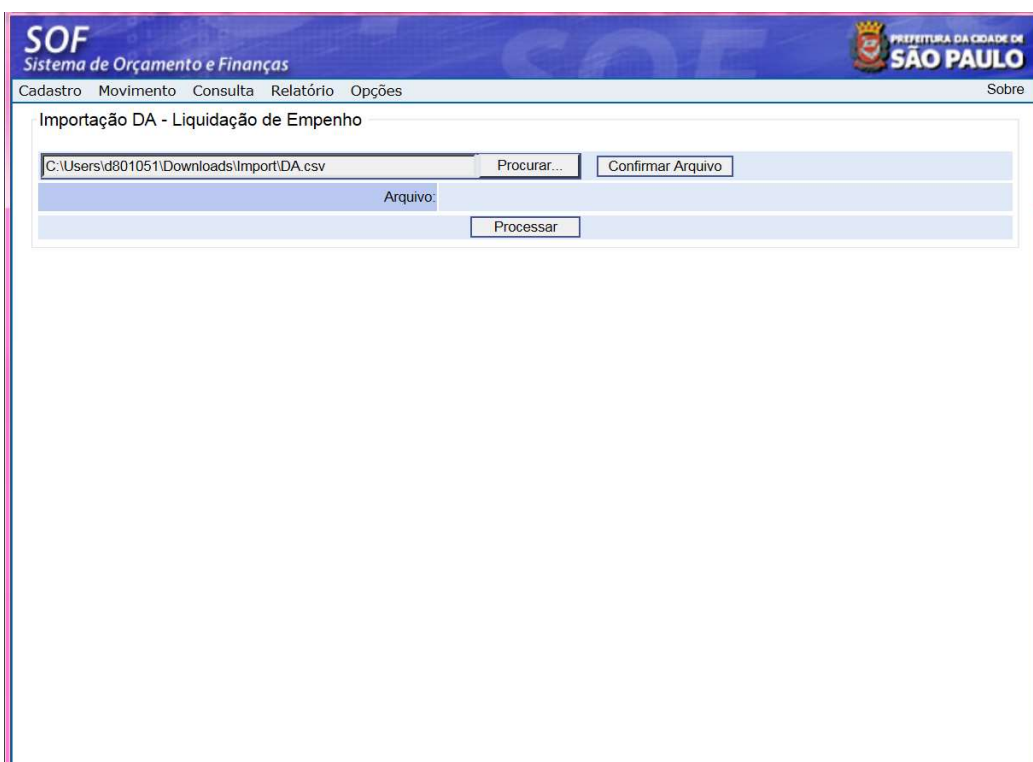 SOF
Sistema de Orçamento e Finanças
PREFEITURA DA CIDADE DE
SÃO PAULO
Cadastro Movimento Consulta Relatório Opções Sobre
Importação DA - Liquidação de Empenho
C:\Users\d801051\Downloads\Import\DA.csv Procurar... Confirmar Arquivo
Arquivo:
Processar